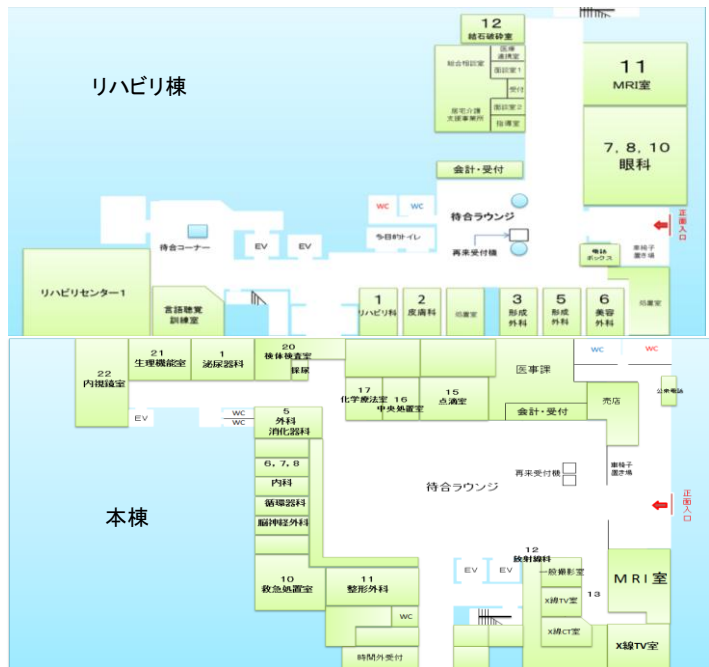 12
結石破砕室
医療
連携室
総合相談室
面談室1
受付
居宅介護
支援事業所
面談室2
指導室
11
MRI室
リハビリ棟
7, 8, 10
眼科
会計・受付
WC
WC
待合ラウンジ
多目的トイレ
再来受付機
正面入口
車椅子
置き場
電話
ボックス
待合コーナー
EV
EV
リハビリセンター1
言語聴覚
訓練室
1
リハビリ科
2
皮膚科
処置室
3
形成
外科
5
形成
外科
6
美容
外科
処置室
22
内視鏡室
21
生理機能室
1
泌尿器科
20
検体検査室
採尿
17
化学療法室
16
中央処置室
15
点滴室
医事課
会計・受付
WC
WC
売店
公衆電話
EV
WC
WC
5
外科
消化器科
6, 7, 8
内科
循環器科
脳神経外科
待合ラウンジ
再来受付機
車椅子
置き場
正面入口
本棟
10
救急処置室
11
整形外科
WC
時間外受付
EV
EV
12
放射線科
一般撮影室
X線TV室
13
X線CT室
MRI室
X線TV室